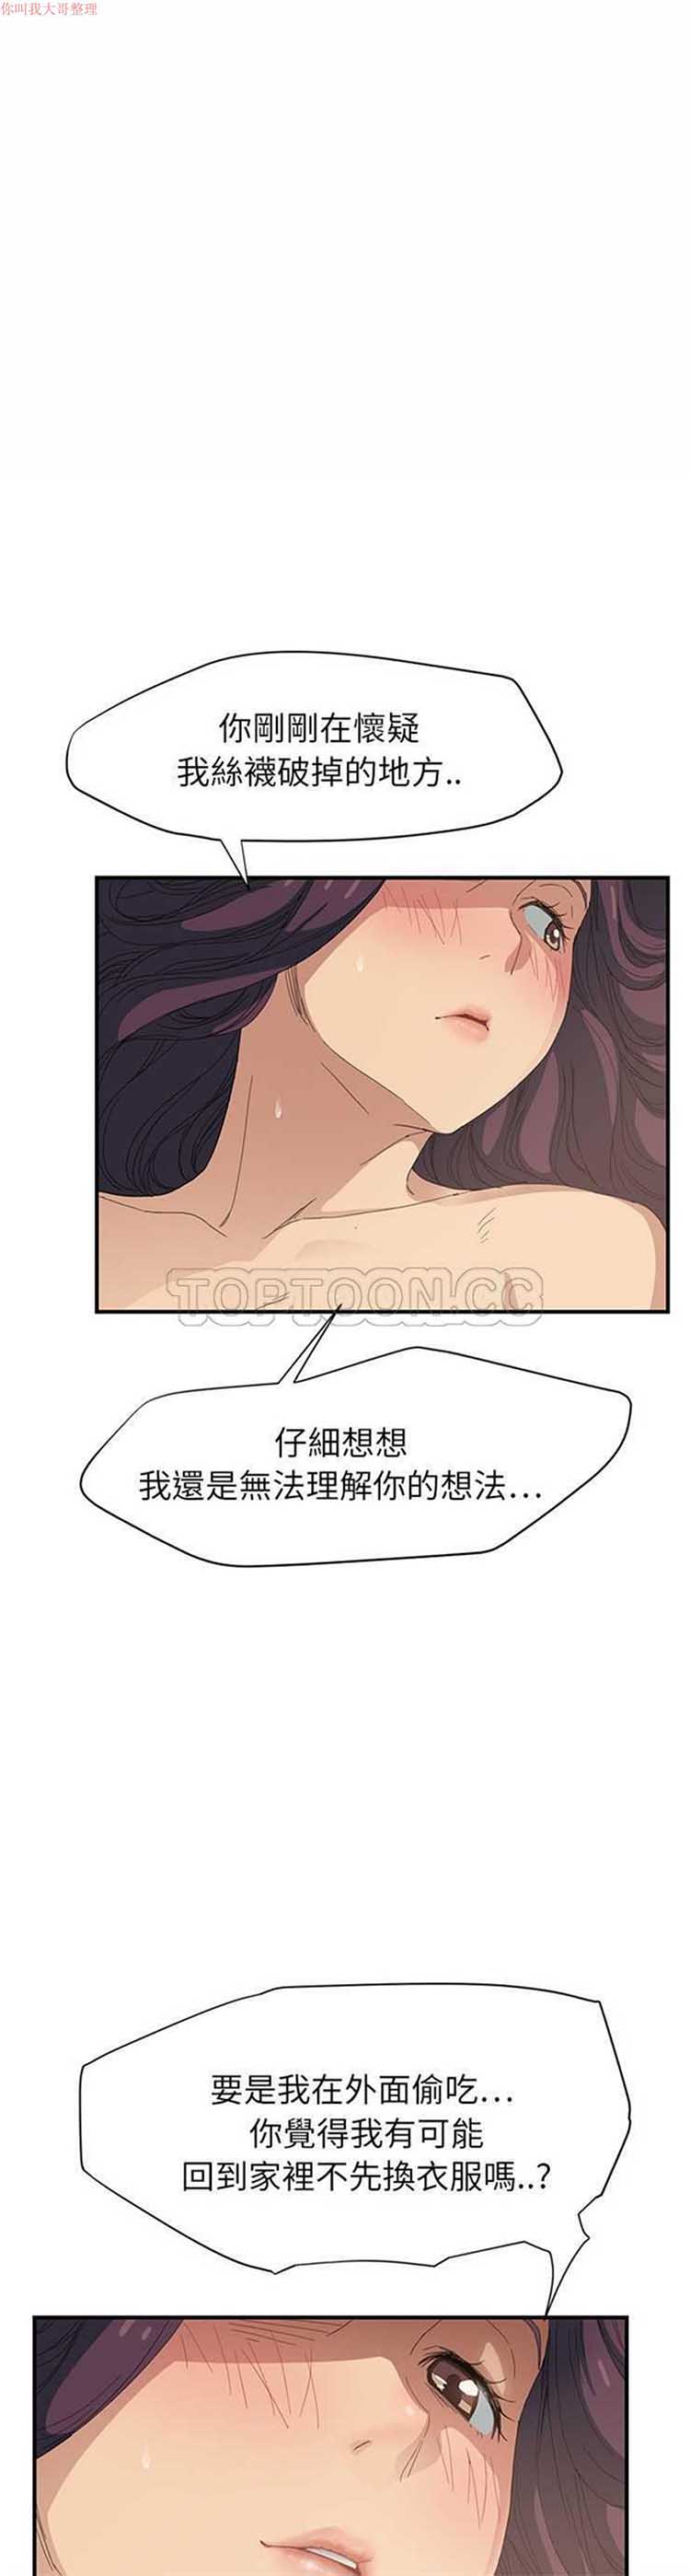 你叫我大哥整理
你剛剛在懷疑
我絲襪破掉的地方..
TOPTOON.CC
仔細想想
我還是無法理解你的想法...
要是我在外面偷吃...
你覺得我有可能
回到家裡不先換衣服嗎..?